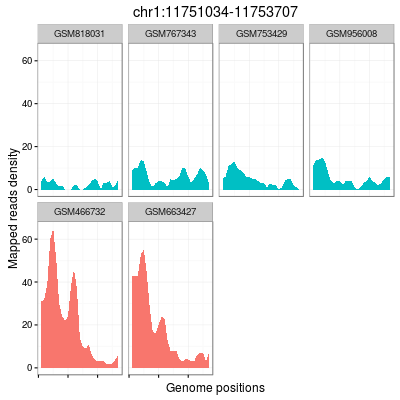 chr1:11751034-11753707
GSM818031 GSM767343 GSM753429 GSM956008
60
40
20
0
GSM466732 GSM663427
60
40
20
0
Mapped reads density
Genome positions